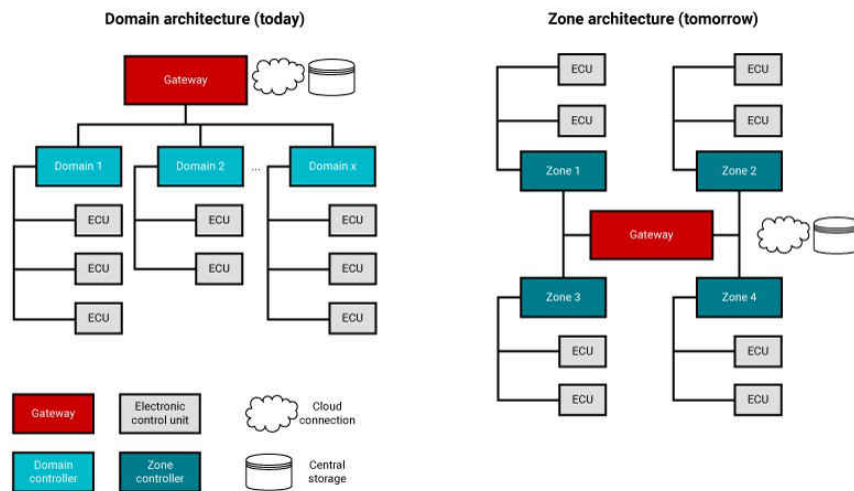 Domain architecture (today)
Gateway
Domain 1
Domain 2
...
Domain x
ECU
ECU
ECU
ECU
ECU
ECU
ECU
ECU
Zone architecture (tomorrow)
ECU
ECU
ECU
ECU
Zone 1
Zone 2
Gateway
Zone 3
Zone 4
ECU
ECU
ECU
ECU
Gateway
Electronic
control unit
Cloud
connection
Domain
controller
Zone
controller
Central
storage